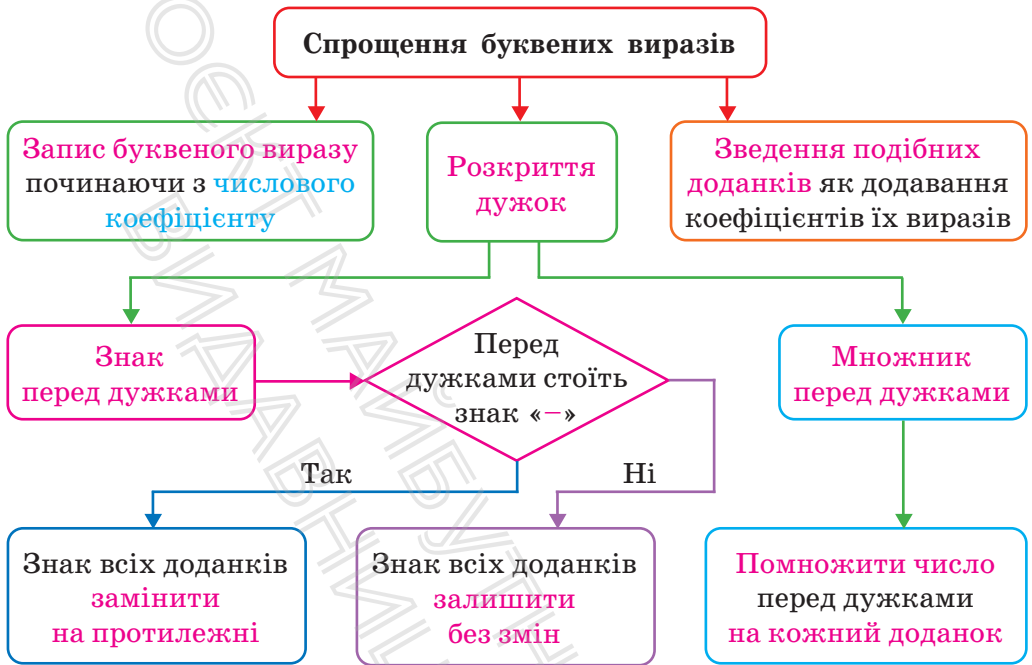 Спрощення буквених виразів
Запис буквеного виразу
починаючи з числового
коефіцієнту
Розкриття
дужок
Зведення подібних
доданків як додавання
коефіцієнтів їх виразів
Знак
перед дужками
Перед
дужками стоїть
знак «–»
Множник
перед дужками
Так
Ні
Знак всіх доданків
замінити
на протилежні
Знак всіх доданків
залишити
без змін
Помножити число
перед дужками
на кожний доданок